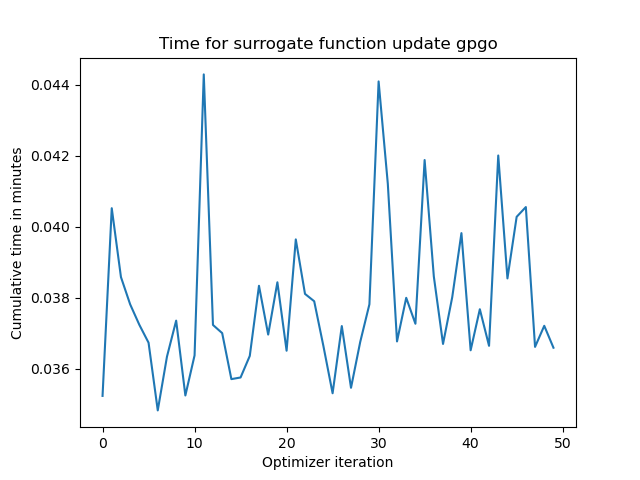 Time for surrogate function update gpgo
Cumulative time in minutes
0.044
0.042
0.040
0.038
0.036
0 10 20 30 40 50
Optimizer iteration